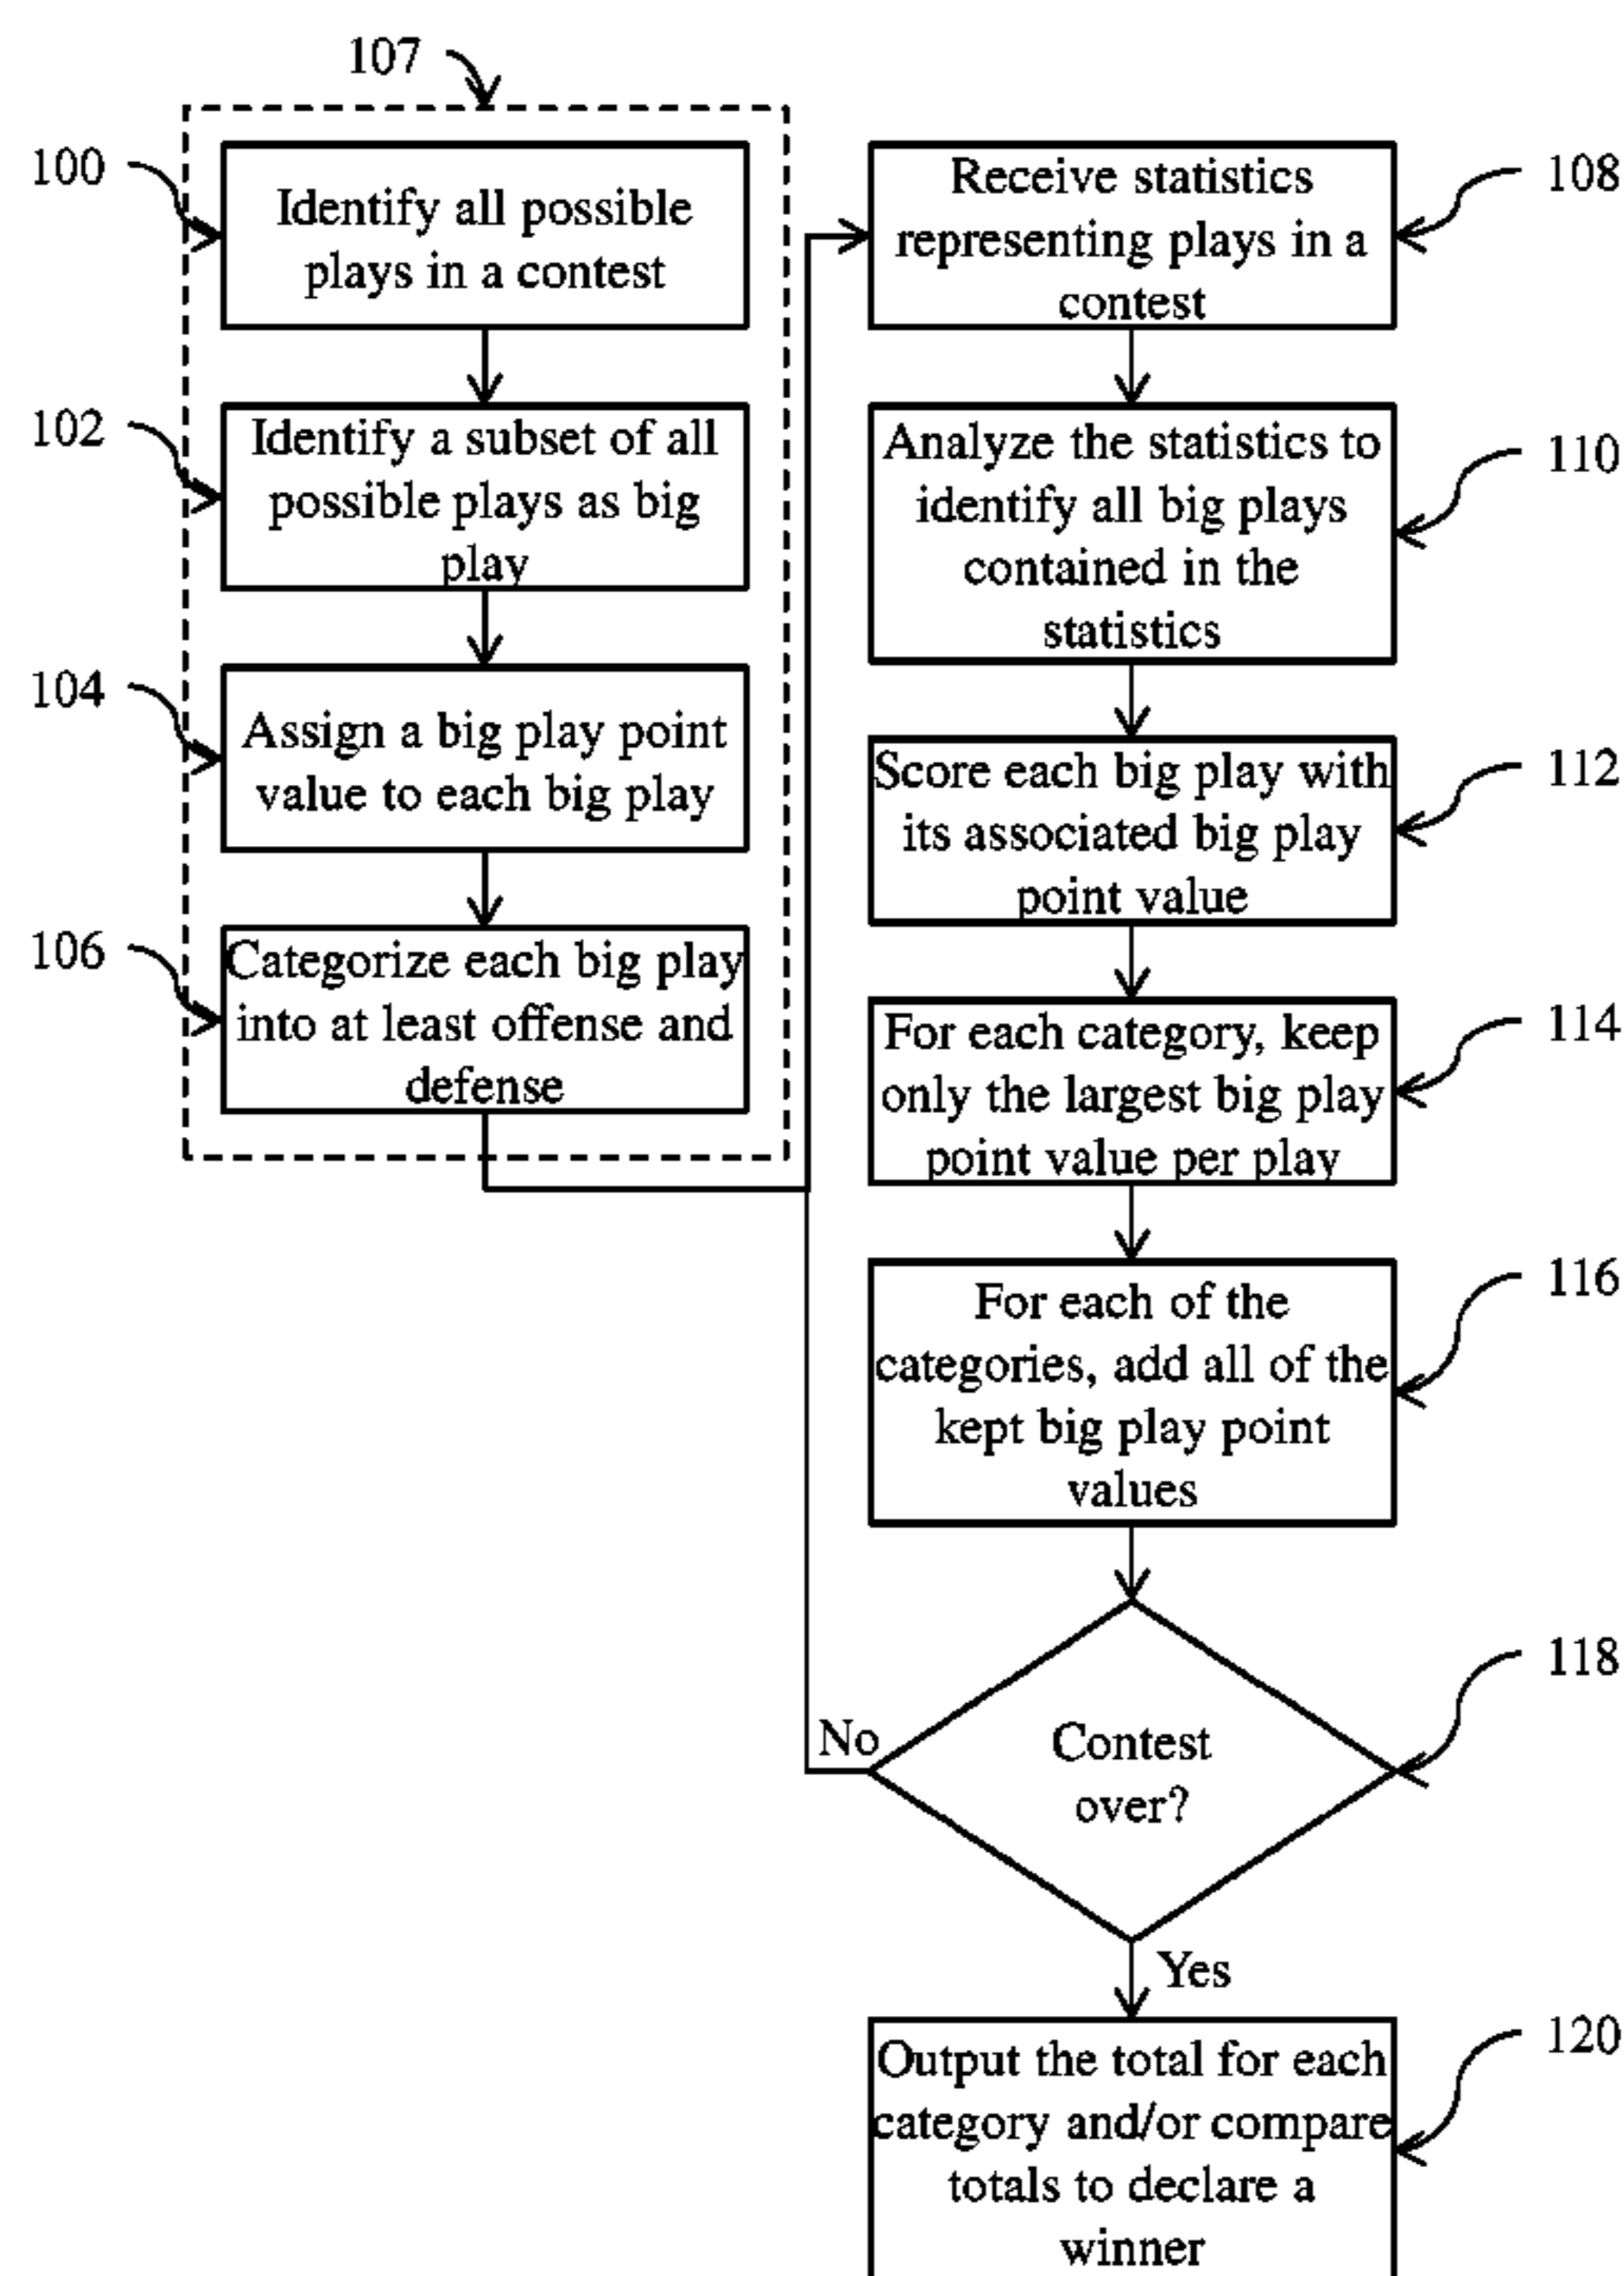 107
100
Identify all possible
plays in a contest
102
Identify a subset of all
possible plays as big
play
104
Assign a big play point
value to each big play
106
Categorize each big play
into at least offense and
defense
108
Receive statistics
representing plays in a
contest
110
Analyze the statistics to
identify all big plays
contained in the
statistics
112
Score each big play with
its associated big play
point value
114
For each category, keep
only the largest big play
point value per play
116
For each of the
categories, add all of the
kept big play point
values
118
No
Contest
over?
Yes
120
Output the total for each
category and/or compare
totals to declare a
winner